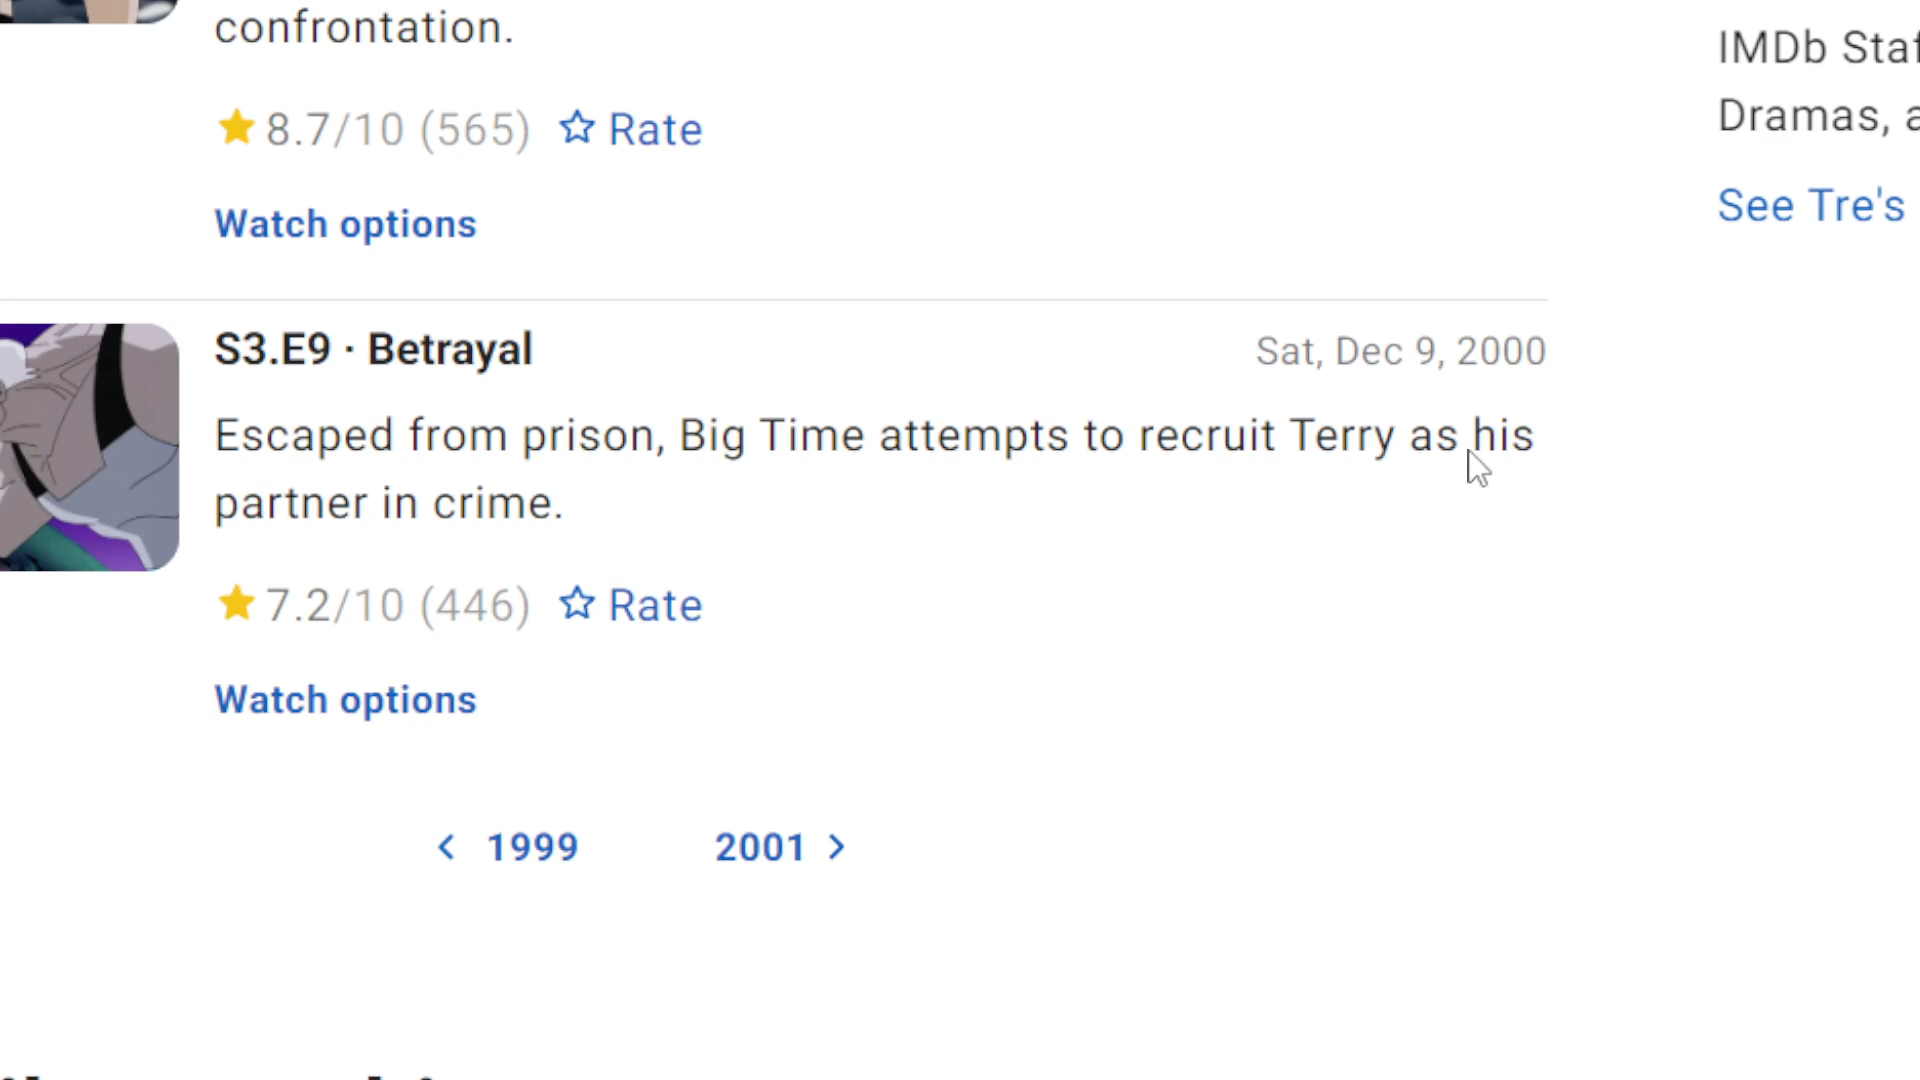 confrontation.
8.7/10 (565) Rate
Watch options
S3.E9 · Betrayal
Sat, Dec 9, 2000
Escaped from prison, Big Time attempts to recruit Terry as his
partner in crime.
7.2/10 (446) Rate
Watch options
1999
2001
IMDb
Dramas,
See Tre's